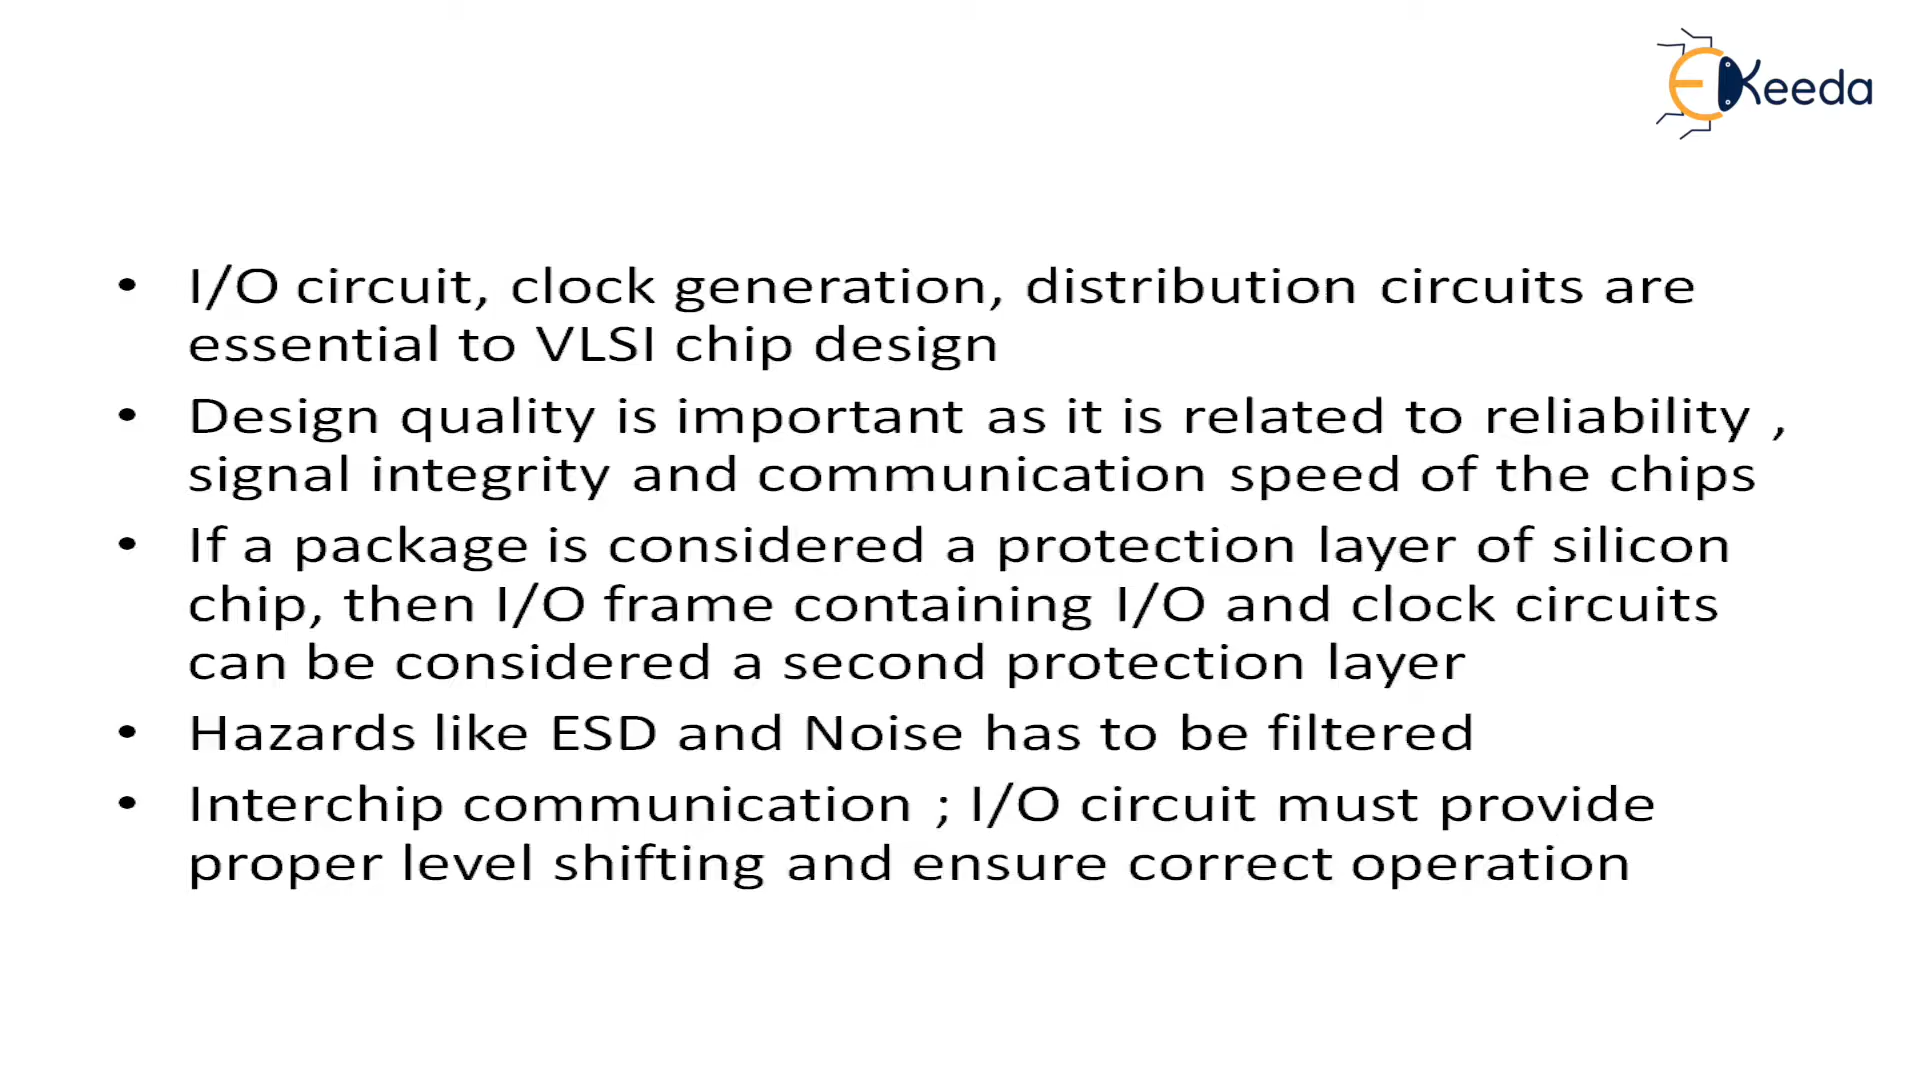 EKeeda
• I/O circuit, clock generation, distribution circuits are
essential to VLSI chip design
• Design quality is important as it is related to reliability ,
signal integrity and communication speed of the chips
• If a package is considered a protection layer of silicon
chip, then I/O frame containing I/O and clock circuits
can be considered a second protection layer
• Hazards like ESD and Noise has to be filtered
• Interchip communication ; I/O circuit must provide
proper level shifting and ensure correct operation